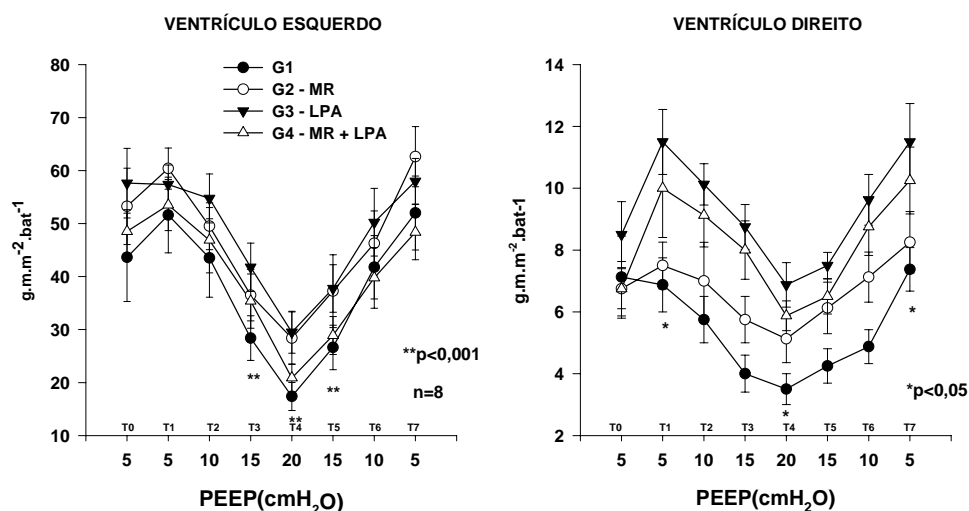 VENTRÍCULO ESQUERDO
80
70
60
50
40
30
20
10
g.m.m-2.bat-1
G1
G2 - MR
G3 - LPA
G4 - MR + LPA
**
**
**
**p<0,001
n=8
T0 T1 T2 T3 T4 T5 T6 T7
5 5 10 15 20 15 10 5
PEEP(cmH2O)
VENTRÍCULO DIREITO
14
12
10
8
6
4
2
g.m.m-2.bat-1
*
*
*
*p<0,05
T0 T1 T2 T3 T4 T5 T6 T7
5 5 10 15 20 15 10 5
PEEP(cmH2O)